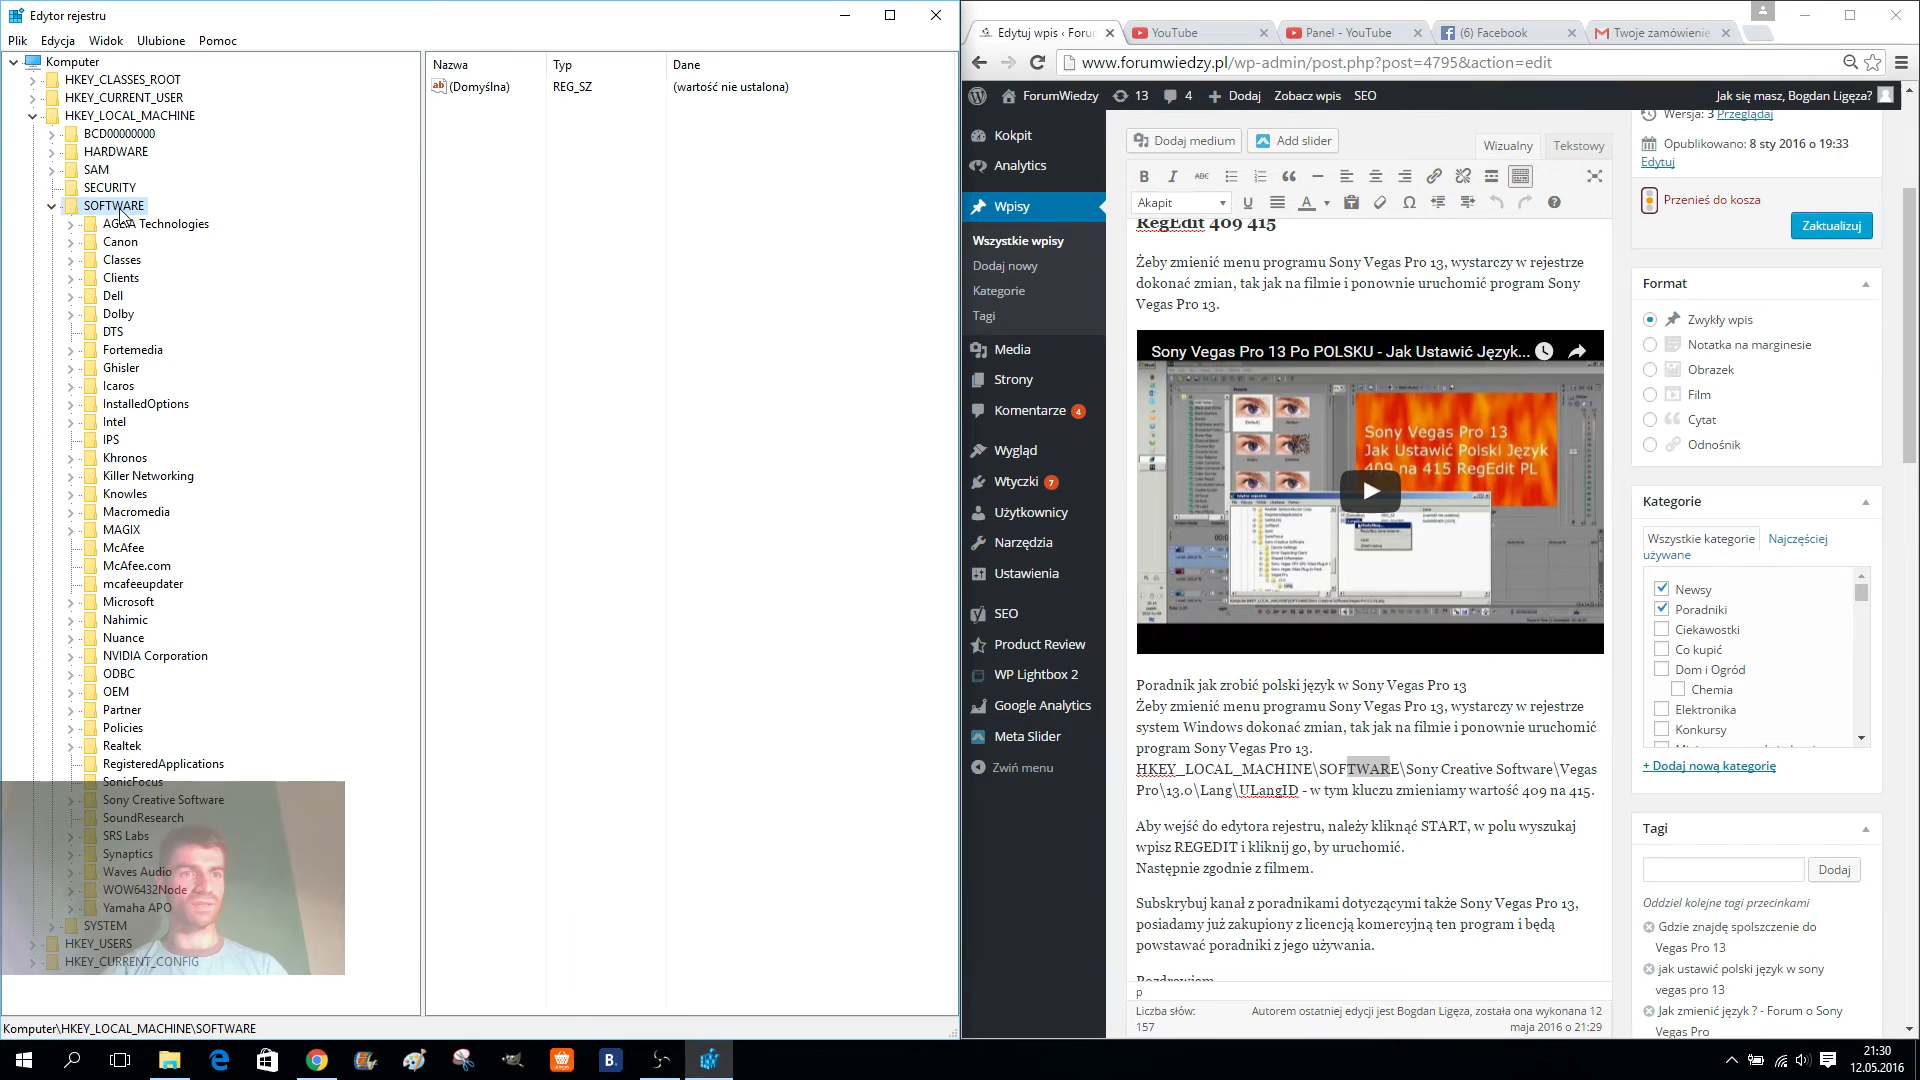 Edytor rejestru
Plik Edycja Widok Ulubione Pomoc
Komputer
HKEY_CLASSES_ROOT
HKEY_CURRENT_USER
HKEY_LOCAL_MACHINE
BCD00000000
HARDWARE
SAM
SECURITY
SOFTWARE
Technologies
Canon
Classes
Clients
Dell
Dolby
DTS
Fortemedia
Ghisler
Icaros
InstalledOptions
Intel
IPS
Khronos
Killer Networking
Knowles
Macromedia
MAGIX
McAfee
McAfee.com
mcafeeupdater
Microsoft
Nahimic
Nuance
NVIDIA Corporation
ODBC
OEM
Partner
Policies
Realtek
RegisteredApplications
SonicFocus
Sony Creative Software
SoundResearch
SRS Labs
Synaptics
Waves Audio
WOW6432Node
Yamaha APO
SYSTEM
HKEY_USERS
HKEY_CURRENT_CONFIG
Komputer\HKEY_LOCAL_MACHINE\SOFTWARE
Nazwa Typ Dane
(Domyślna) REG_SZ (wartość nie ustalona)
Edytuj wpis ‹ Foru YouTube Panel - YouTube (6) Facebook Twoje zamówienie
www.forumwiedzy.pl/wp-admin/post.php?post=4795&action=edit
ForumWiedzy 13 4 Dodaj Zobacz wpis SEO Jak się masz, Bogdan Ligęza?
Kokpit
Analytics
Wpisy
Wszystkie wpisy
Dodaj nowy
Kategorie
Tagi
Media
Strony
Komentarze 4
Wygląd
Wtyczki 7
Użytkownicy
Narzędzia
Ustawienia
SEO
Product Review
WP Lightbox 2
Google Analytics
Meta Slider
Zwiń menu
Dodaj medium Add slider Wizualny Tekstowy
Akapit
RegEdit 409 415
Żeby zmienić menu programu Sony Vegas Pro 13, wystarczy w rejestrze
dokonać zmian, tak jak na filmie i ponownie uruchomić program Sony
Vegas Pro 13.
Sony Vegas Pro 13 Po POLSKU - Jak Ustawić Język...
Sony Vegas Pro 13
Jak Ustawić Polski Język
409 na 415 RegEdit PL
Poradnik jak zrobić polski język w Sony Vegas Pro 13
Żeby zmienić menu programu Sony Vegas Pro 13, wystarczy w rejestrze
system Windows dokonać zmian, tak jak na filmie i ponownie uruchomić
program Sony Vegas Pro 13.
HKEY_LOCAL_MACHINE\SOFTWARE\Sony Creative Software\Vegas
Pro\13.0\Lang\ULangID - w tym kluczu zmieniamy wartość 409 na 415.
Aby wejść do edytora rejestru, należy kliknąć START, w polu wyszukaj
wpisz REGEDIT i kliknij go, by uruchomić.
Następnie zgodnie z filmem.
Subskrybuj kanał z poradnikami dotyczącymi także Sony Vegas Pro 13,
posiadamy już zakupiony z licencją komercyjną ten program i będą
powstawać poradniki z jego używania.
Pozdrawiam
p
Liczba słów: 157
Autorem ostatniej edycji jest Bogdan Ligęza, została ona wykonana 12
maja 2016 o 21:29
Wersja: 3 Przeglądaj
Opublikowano: 8 sty 2016 o 19:33
Edytuj
Przenieś do kosza
Zaktualizuj
Format
Zwykły wpis
Notatka na marginesie
Obrazek
Film
Cytat
Odnośnik
Kategorie
Wszystkie kategorie Najczęściej
używane
Newsy
Poradniki
Ciekawostki
Co kupić
Dom i Ogród
Chemia
Elektronika
Konkursy
+ Dodaj nową kategorię
Tagi
Dodaj
Oddziel kolejne tagi przecinkami
Gdzie znajdę spolszczenie do
Vegas Pro 13
jak ustawić polski język w sony
vegas pro 13
Jak zmienić język ? - Forum o Sony
Vegas Pro
B.
21:30
12.05.2016